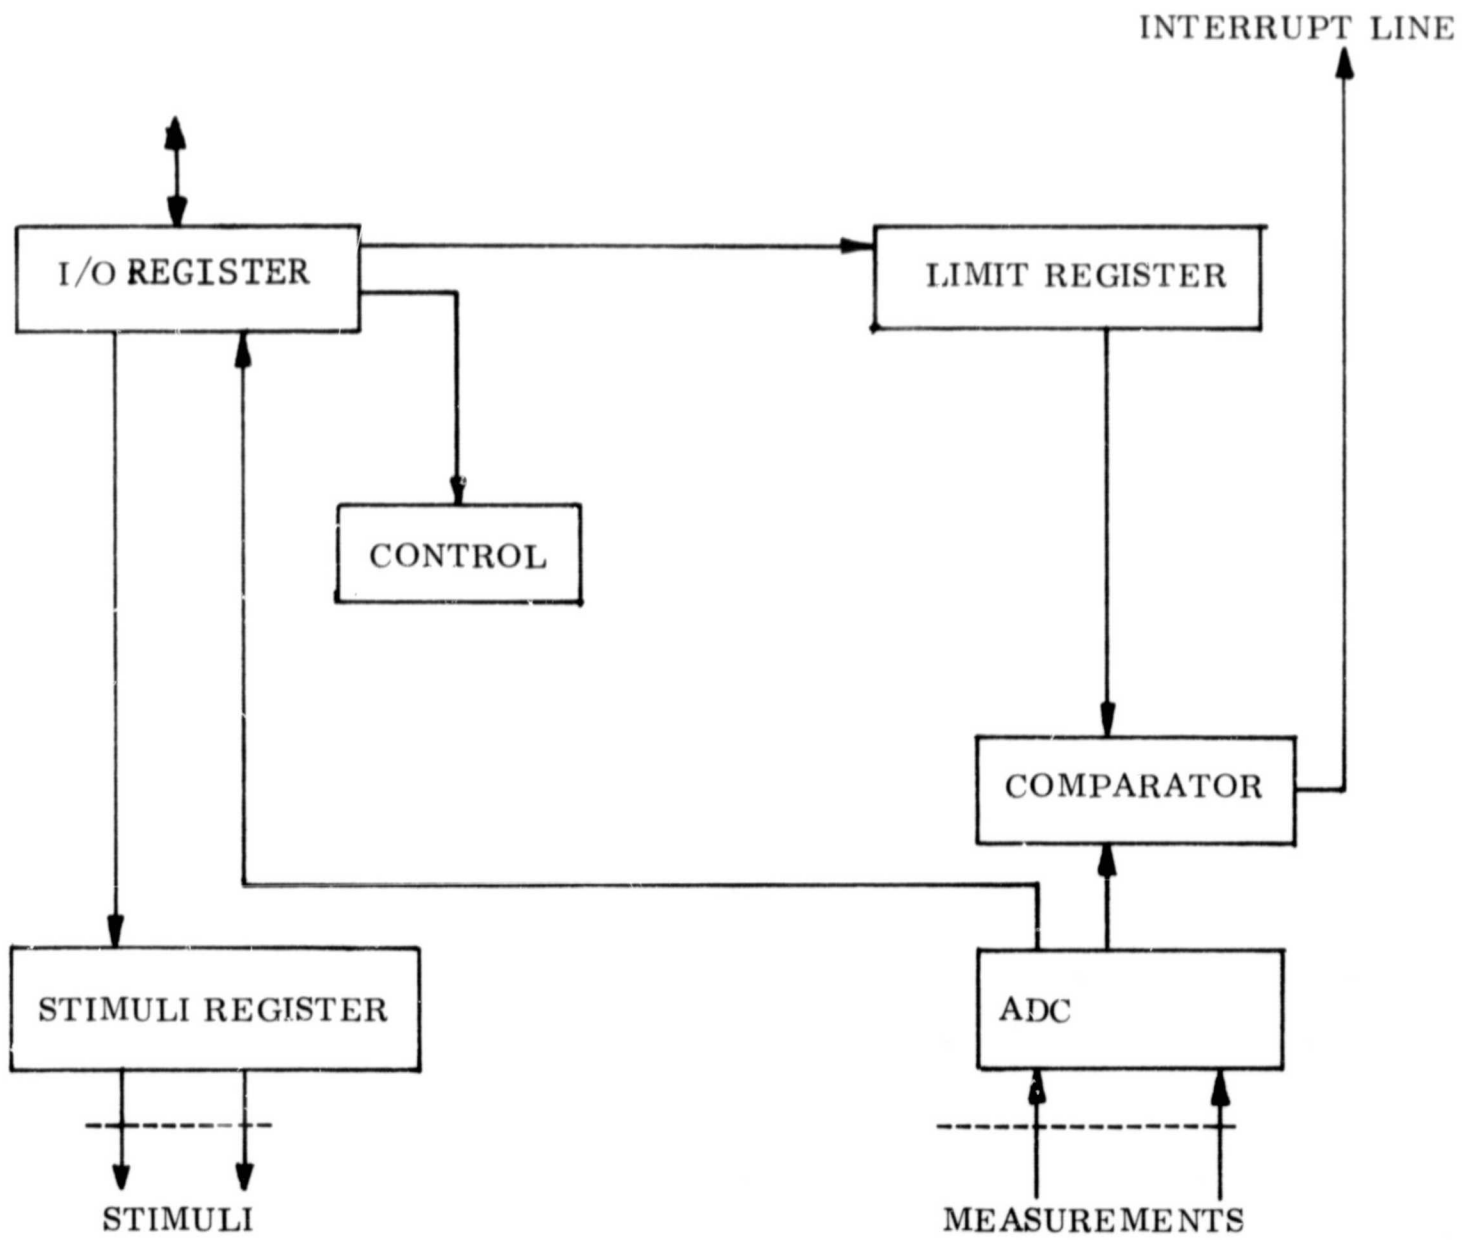 INTERRUPT LINE
I/O REGISTER
LIMIT REGISTER
CONTROL
COMPARATOR
STIMULI REGISTER
ADC
STIMULI
MEASUREMENTS